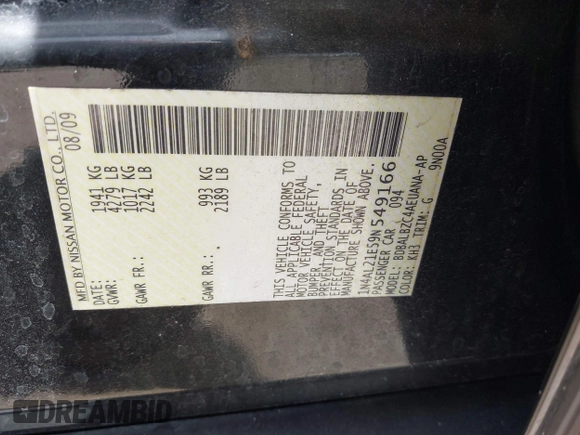 MFD BY NISSAN MOTOR CO., LTD.
DATE: 08/09
GVWR: 1941 KG
4279 LB
GAWR FR: 1017 KG
2242 LB
GAWR RR: 993 KG
2189 LB
THIS VEHICLE CONFORMS TO
ALL APPLICABLE FEDERAL
MOTOR VEHICLE SAFETY,
BUMPER, AND THEFT
PREVENTION STANDARDS IN
EFFECT ON THE DATE OF
MANUFACTURE SHOWN ABOVE.
1N4AL21E59N549166
PASSENGER CAR 094
MODEL: BDBALB2C4AEUANA-AP
COLOR: KH3 TRIM: G 9N00A
DREAMBID